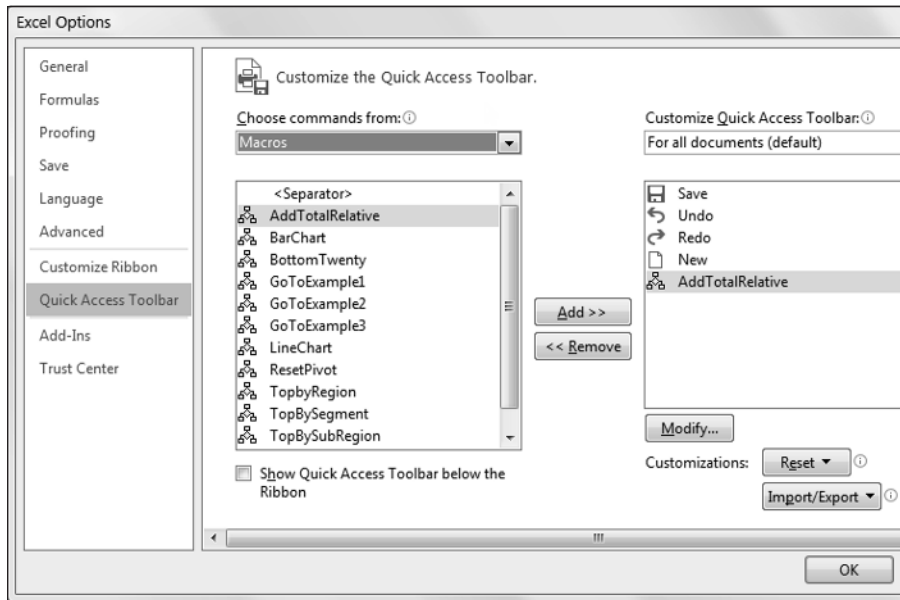 Excel Options
General
Formulas
Proofing
Save
Language
Advanced
Customize Ribbon
Quick Access Toolbar
Add-Ins
Trust Center
Customize the Quick Access Toolbar.
Choose commands from:
Macros
<Separator>
AddTotalRelative
BarChart
BottomTwenty
GoToExample1
GoToExample2
GoToExample3
LineChart
ResetPivot
TopbyRegion
TopBySegment
TopBySubRegion
Show Quick Access Toolbar below the
Ribbon
Add >>
<< Remove
Customize Quick Access Toolbar:
For all documents (default)
Save
Undo
Redo
New
AddTotalRelative
Modify...
Customizations:
Reset
Import/Export
OK